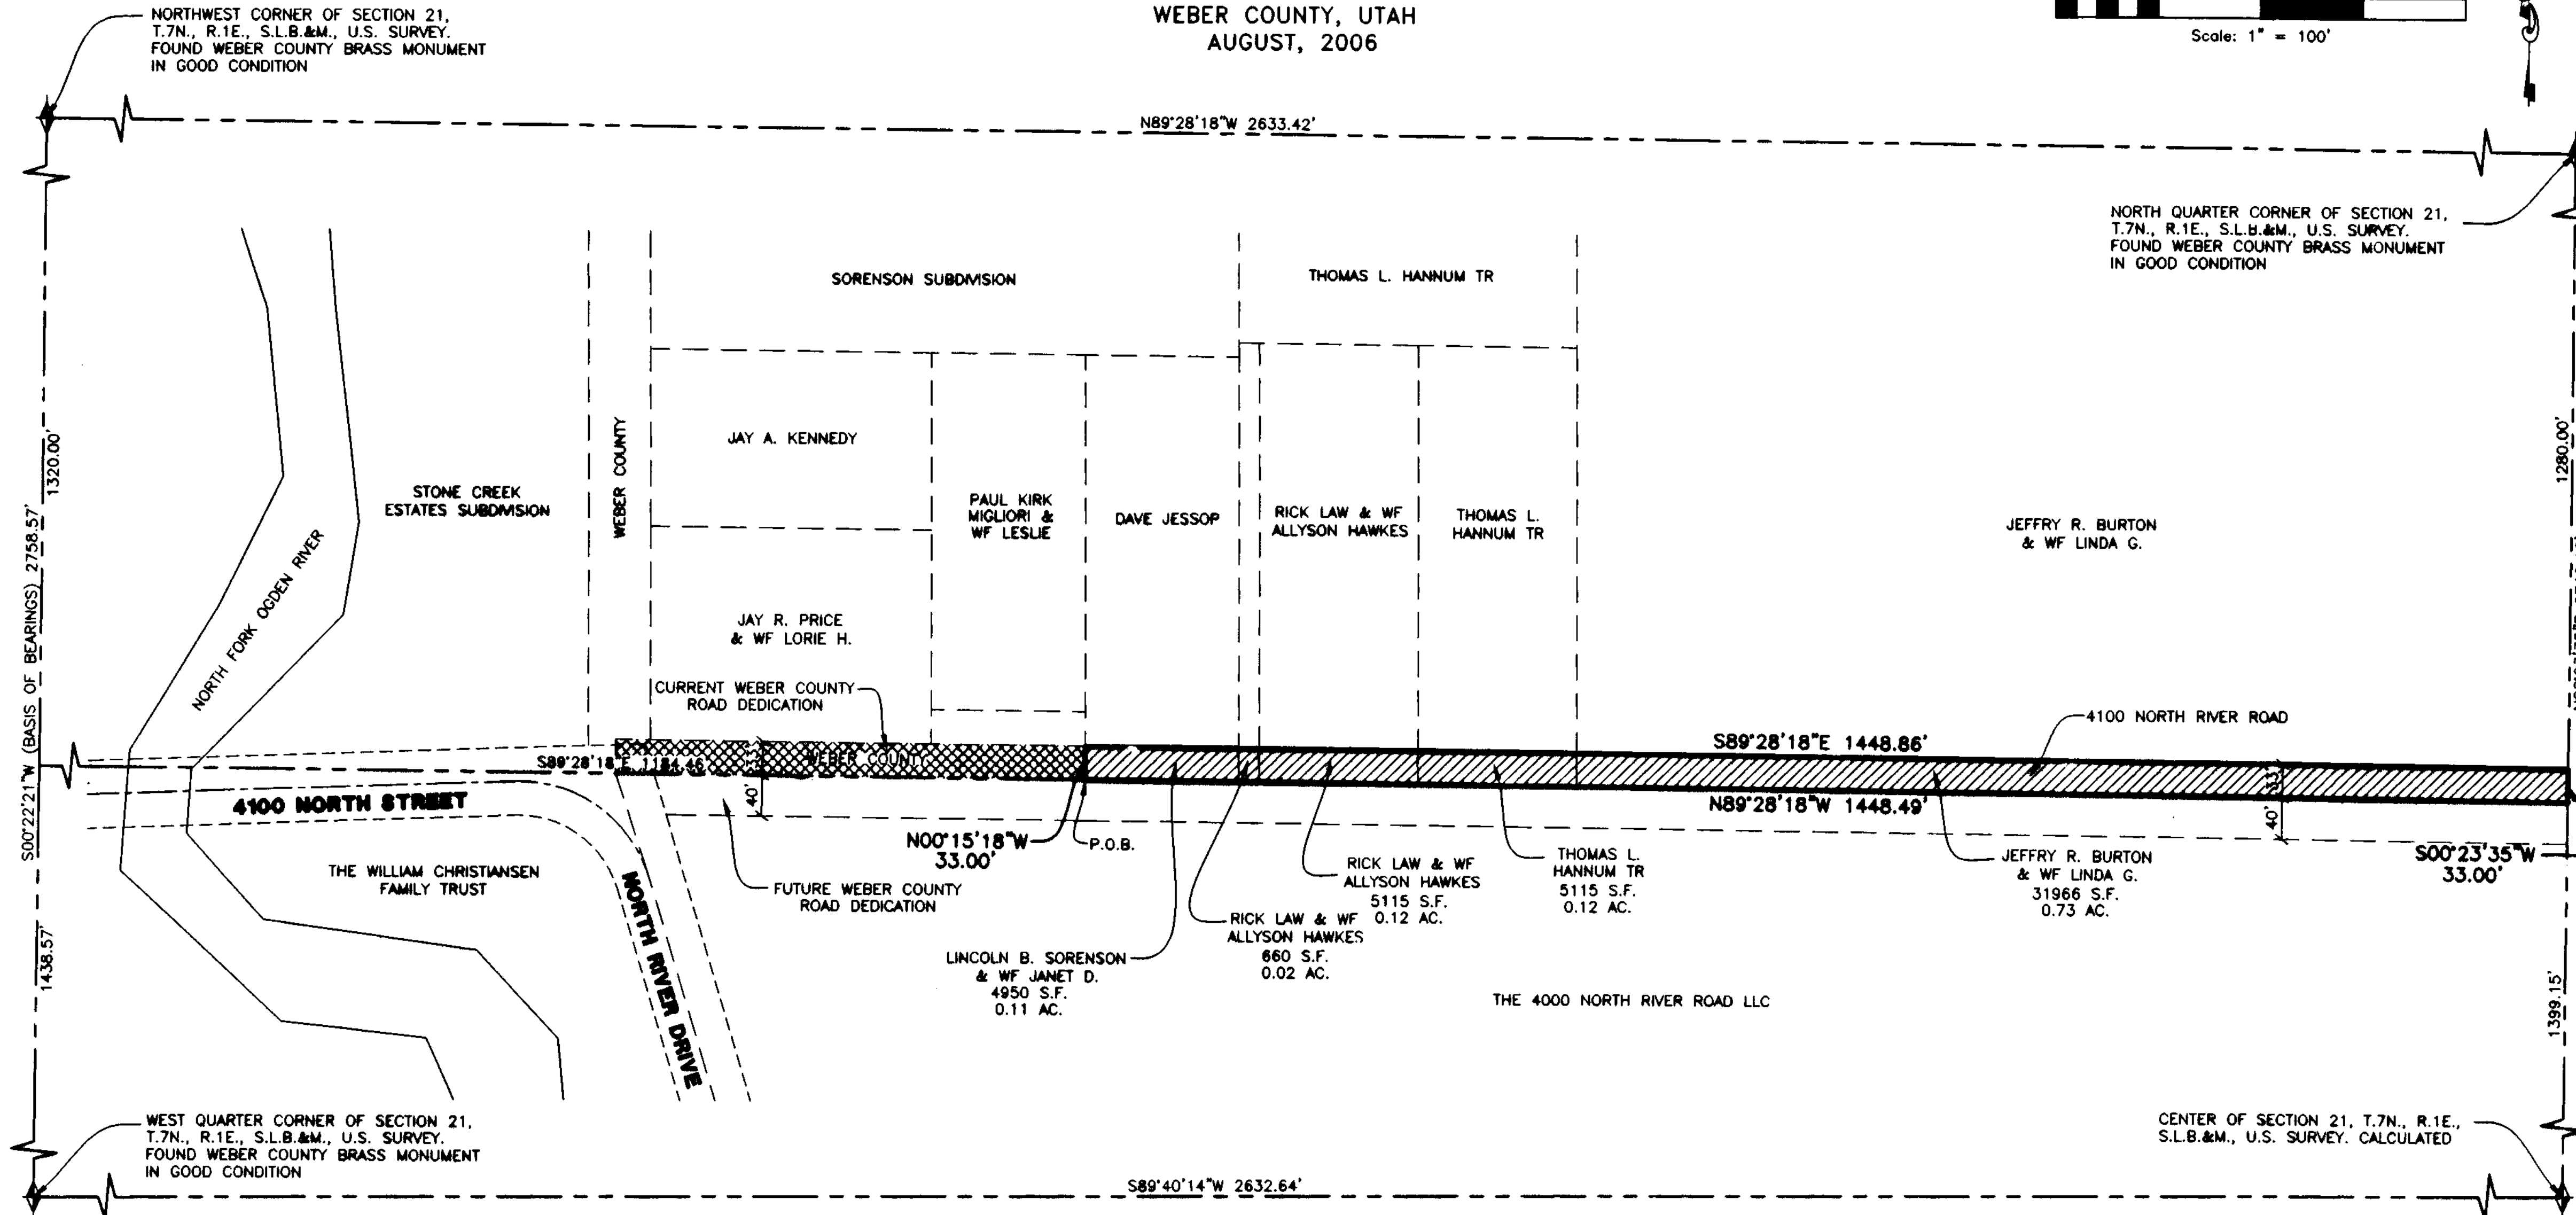 NORTHWEST CORNER OF SECTION 21,
T.7N., R.1E., S.L.B.&M., U.S. SURVEY.
FOUND WEBER COUNTY BRASS MONUMENT
IN GOOD CONDITION
WEBER COUNTY, UTAH
AUGUST, 2006
Scale: 1" = 100'
N89°28'18"W 2633.42'
NORTH QUARTER CORNER OF SECTION 21,
T.7N., R.1E., S.L.B.&M., U.S. SURVEY.
FOUND WEBER COUNTY BRASS MONUMENT
IN GOOD CONDITION
SORENSON SUBDIVISION
THOMAS L. HANNUM TR
S00°22'21"W (BASIS OF BEARINGS) 2758.57'
1320.00'
1280.00'
NORTH FORK OGDEN RIVER
STONE CREEK
ESTATES SUBDIVISION
WEBER COUNTY
JAY A. KENNEDY
PAUL KIRK
MIGLIORI &
WF LESLIE
DAVE JESSOP
RICK LAW & WF
ALLYSON HAWKES
THOMAS L.
HANNUM TR
JEFFRY R. BURTON
& WF LINDA G.
JAY R. PRICE
& WF LORIE H.
CURRENT WEBER COUNTY
ROAD DEDICATION
4100 NORTH RIVER ROAD
S89°28'18"E 1448.86'
S89°28'18"E 1184.46'
WEBER COUNTY
33'
40'
33'
40'
4100 NORTH STREET
N89°28'18"W 1448.49'
N00°15'18"W
33.00'
P.O.B.
S00°23'35"W
33.00'
THE WILLIAM CHRISTIANSEN
FAMILY TRUST
NORTH RIVER DRIVE
FUTURE WEBER COUNTY
ROAD DEDICATION
LINCOLN B. SORENSON
& WF JANET D.
4950 S.F.
0.11 AC.
RICK LAW & WF
ALLYSON HAWKES
660 S.F.
0.02 AC.
RICK LAW & WF
ALLYSON HAWKES
5115 S.F.
0.12 AC.
THOMAS L.
HANNUM TR
5115 S.F.
0.12 AC.
JEFFRY R. BURTON
& WF LINDA G.
31966 S.F.
0.73 AC.
THE 4000 NORTH RIVER ROAD LLC
1438.57'
1399.15'
WEST QUARTER CORNER OF SECTION 21,
T.7N., R.1E., S.L.B.&M., U.S. SURVEY.
FOUND WEBER COUNTY BRASS MONUMENT
IN GOOD CONDITION
CENTER OF SECTION 21, T.7N., R.1E.,
S.L.B.&M., U.S. SURVEY. CALCULATED
S89°40'14"W 2632.64'